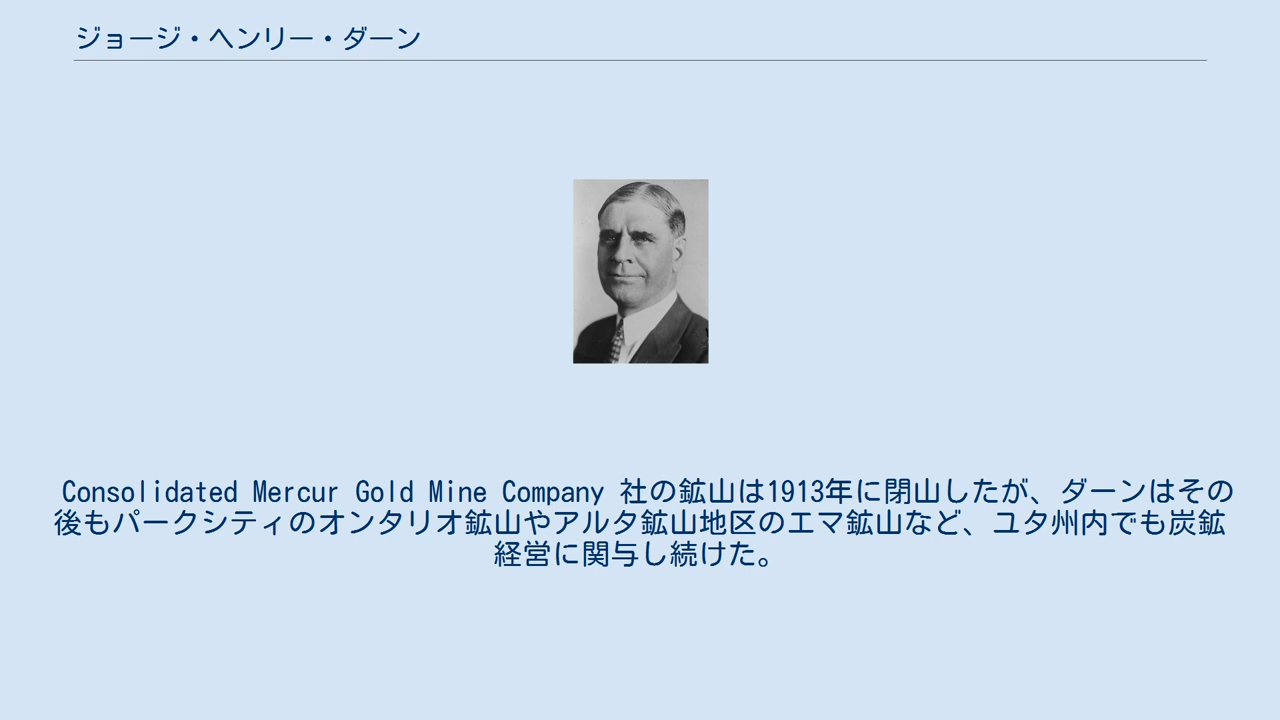 ジョージ・ヘンリー・ダーン
Consolidated Mercur Gold Mine Company 社の鉱山は1913年に閉山したが、ダーンはその
後もパークシティのオンタリオ鉱山やアルタ鉱山地区のエマ鉱山など、ユタ州内でも炭鉱
経営に関与し続けた。